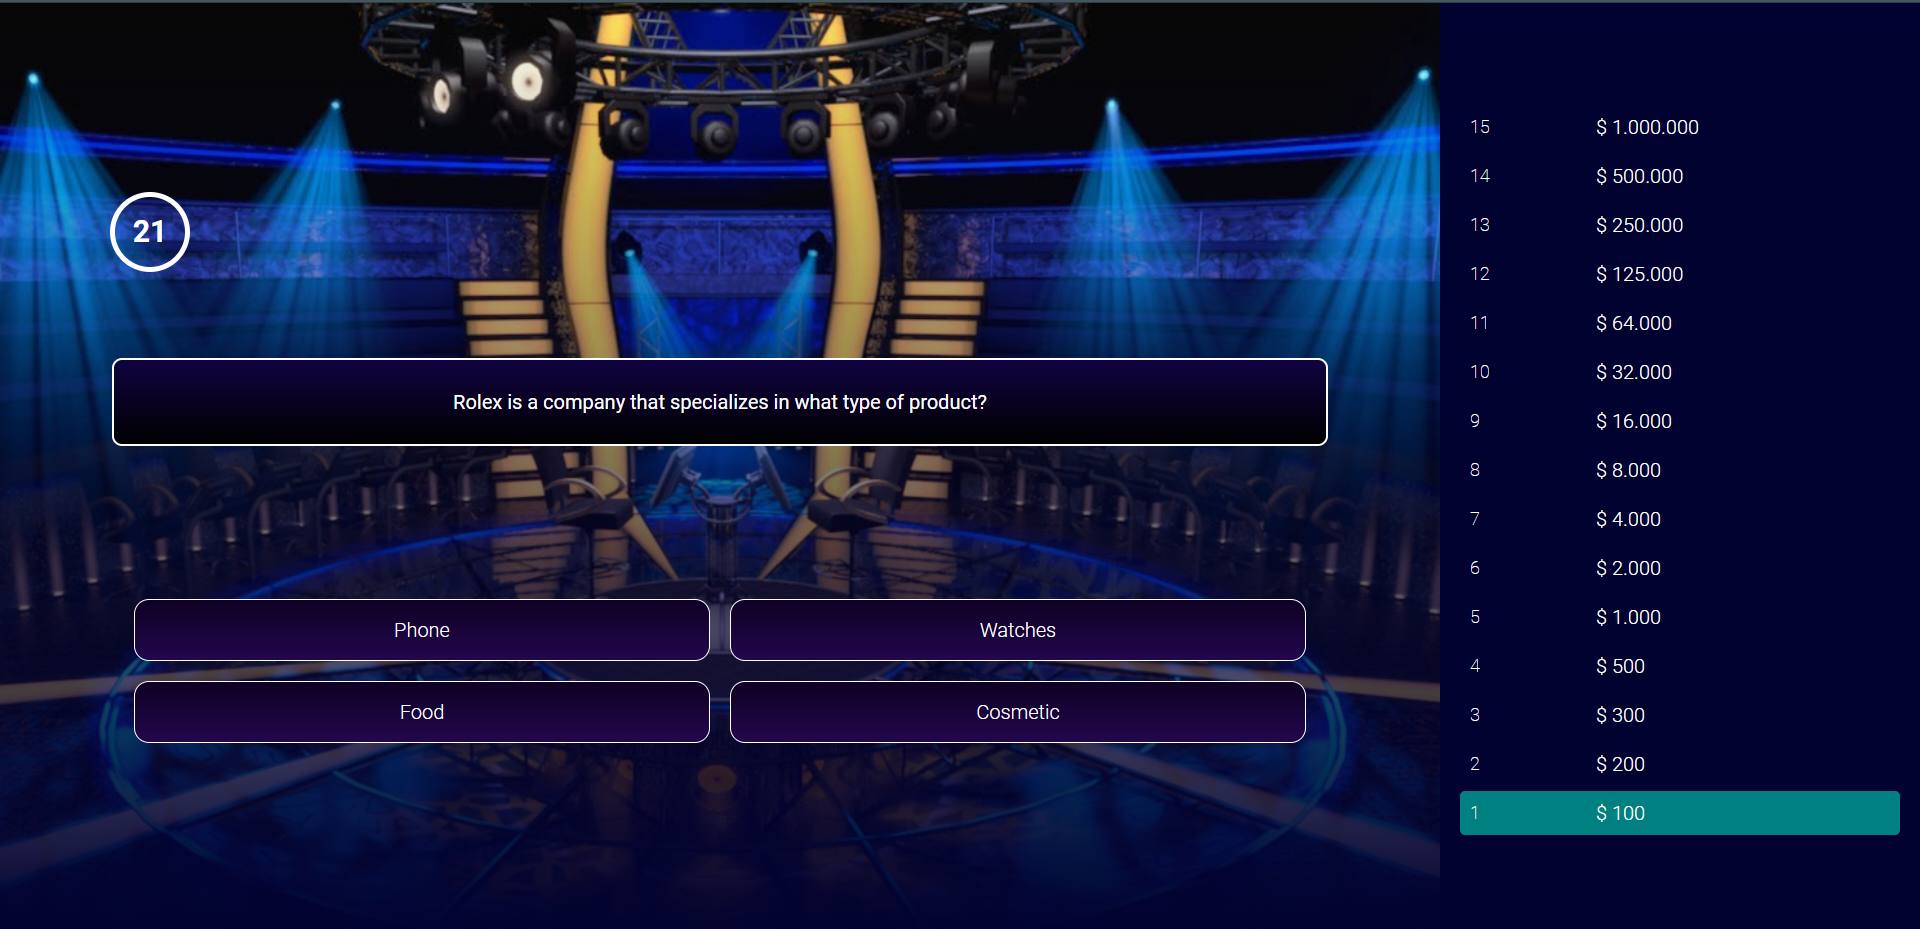 21
Rolex is a company that specializes in what type of product?
Phone
Watches
Food
Cosmetic
15 $ 1.000.000
14 $ 500.000
13 $ 250.000
12 $ 125.000
11 $ 64.000
10 $ 32.000
9 $ 16.000
8 $ 8.000
7 $ 4.000
6 $ 2.000
5 $ 1.000
4 $ 500
3 $ 300
2 $ 200
1 $ 100